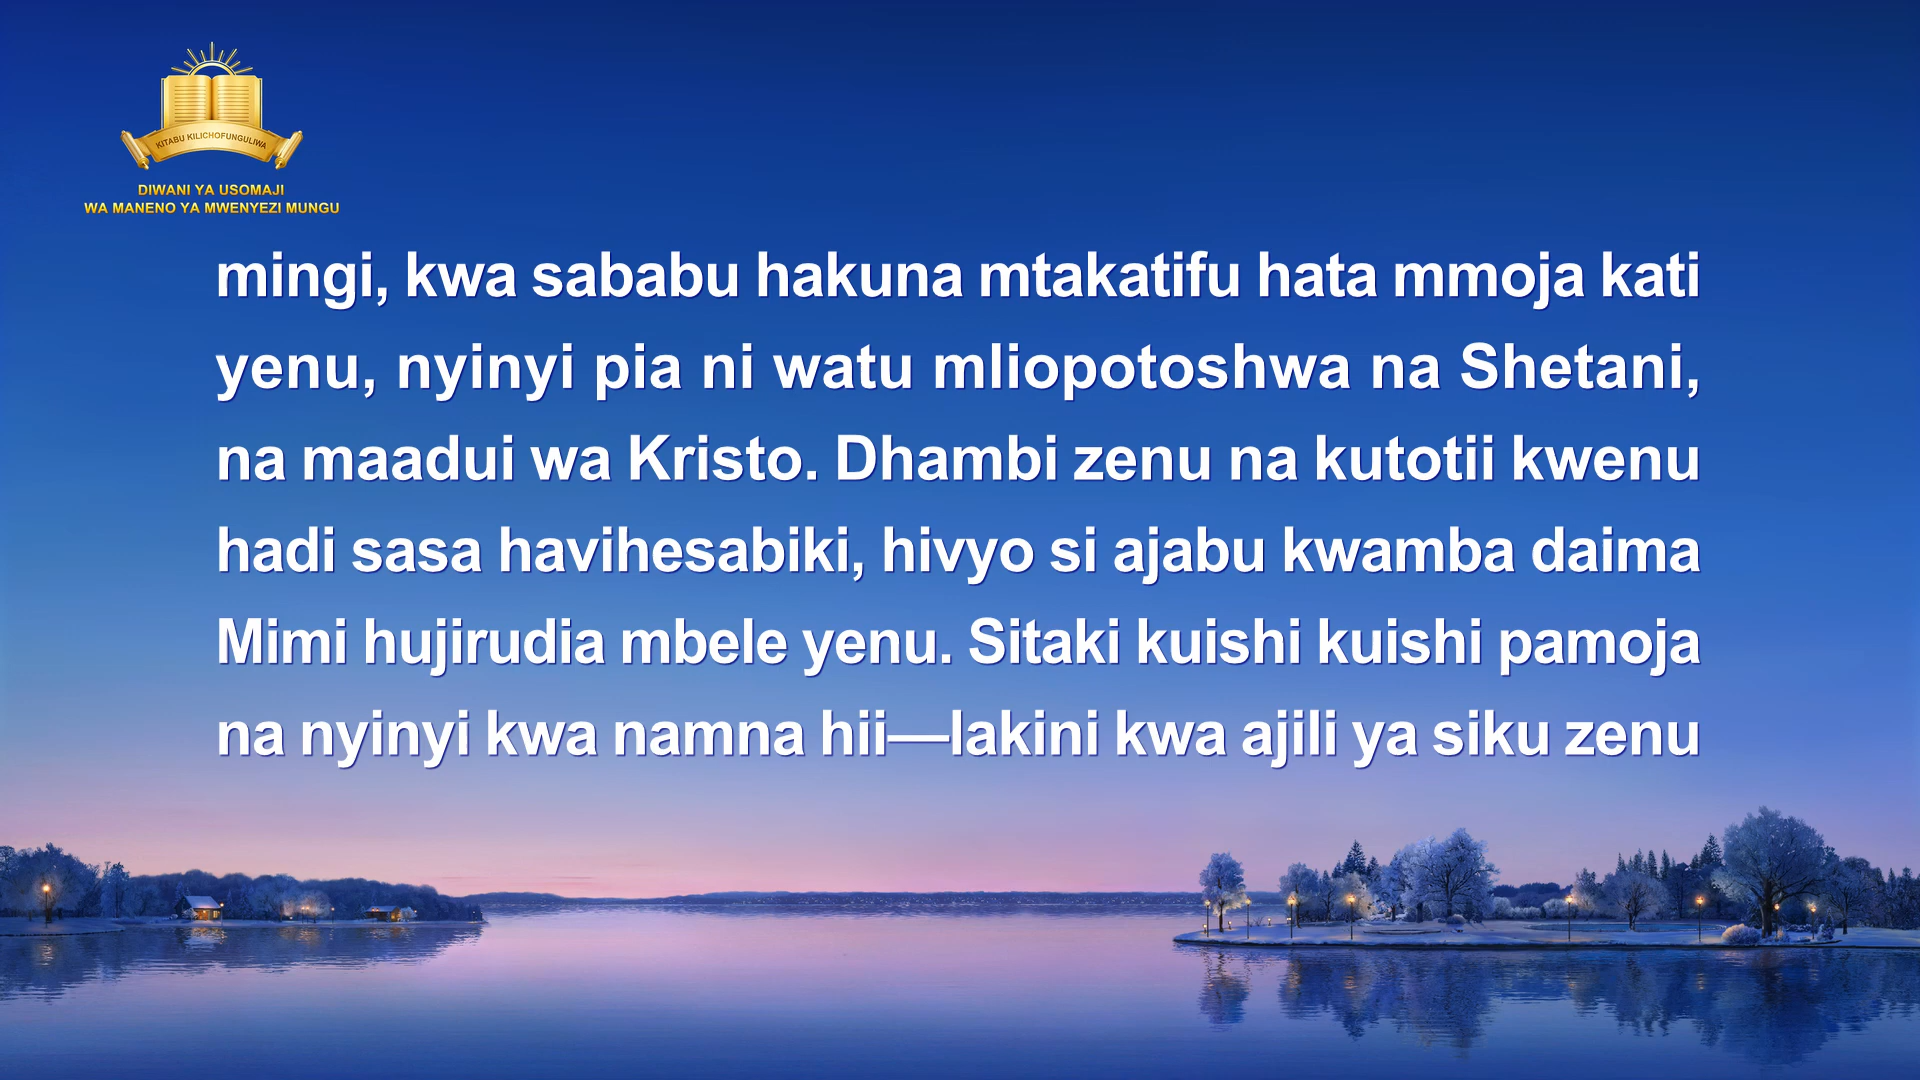 KITABU KILICHOFUNGULIWA
DIWANI YA USOMAJI
WA MANENO YA MWENYEZI MUNGU
mingi, kwa sababu hakuna mtakatifu hata mmoja kati
yenu, nyinyi pia ni watu mliopotoshwa na Shetani,
na maadui wa Kristo. Dhambi zenu na kutotii kwenu
hadi sasa havihesabiki, hivyo si ajabu kwamba daima
Mimi hujirudia mbele yenu. Sitaki kuishi kuishi pamoja
na nyinyi kwa namna hii—lakini kwa ajili ya siku zenu